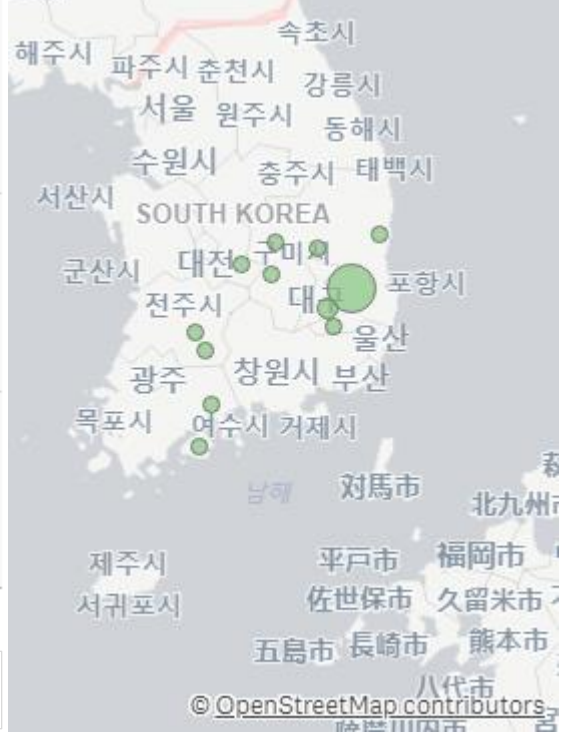 속초시
해주시 파주시 춘천시
강릉시
서울 원주시
동해시
수원시
충주시 태백시
서산시
SOUTH KOREA
대전 구미시
군산시
대구 포항시
전주시
울산
광주 창원시 부산
목포시 여수시 거제시
남해 対馬市
北九州市
제주시 平戸市 福岡市
서귀포시 佐世保市 久留米市
五島市 長崎市 熊本市
八代市
© OpenStreetMap contributors